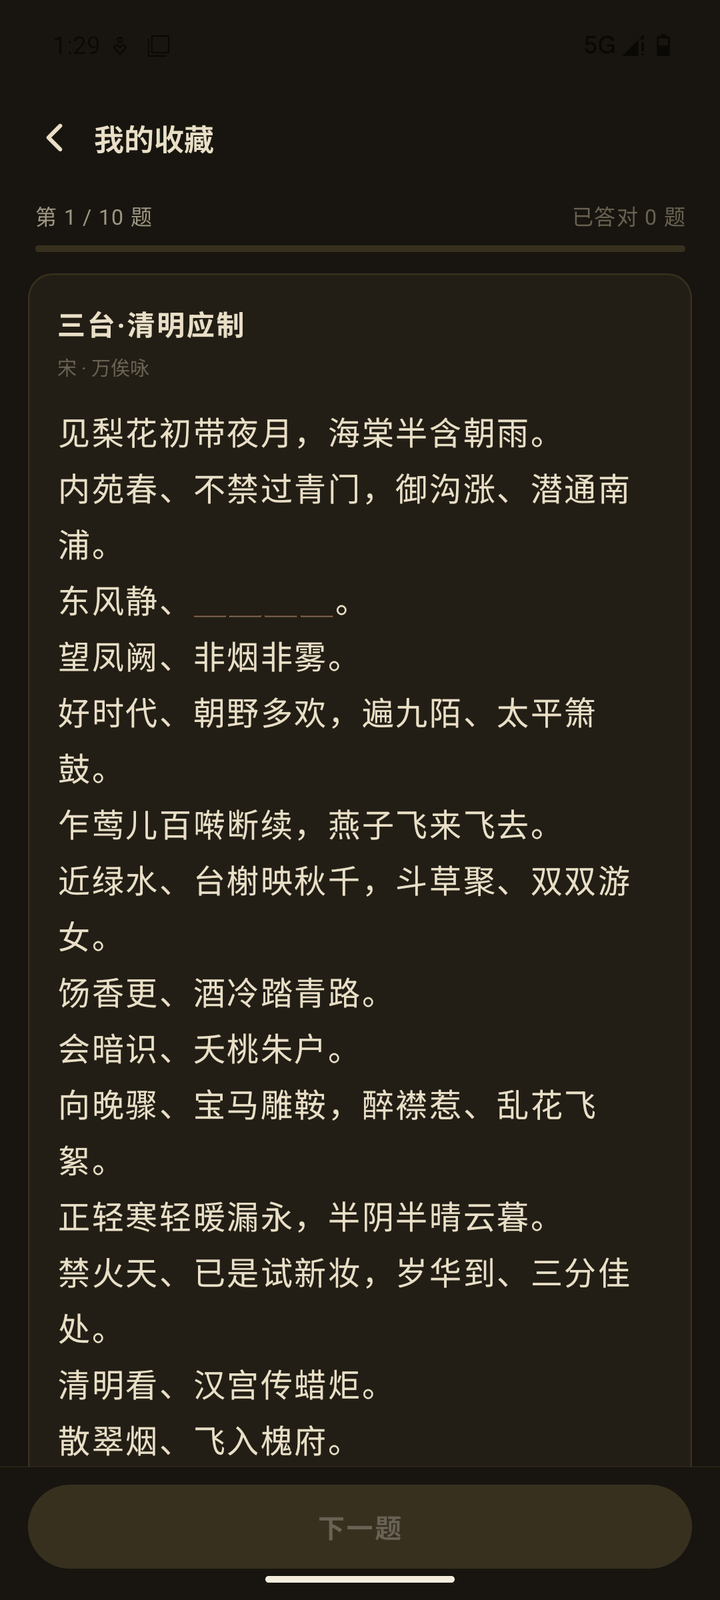 1:29
5G
我的收藏
第 1 / 10 题
已答对 0 题
三台·清明应制
宋 · 万俟咏
见梨花初带夜月，海棠半含朝雨。
内苑春、不禁过青门，御沟涨、潜通南
浦。
东风静、＿＿＿＿。
望凤阙、非烟非雾。
好时代、朝野多欢，遍九陌、太平箫
鼓。
乍莺儿百啭断续，燕子飞来飞去。
近绿水、台榭映秋千，斗草聚、双双游
女。
饧香更、酒冷踏青路。
会暗识、夭桃朱户。
向晚骤、宝马雕鞍，醉襟惹、乱花飞
絮。
正轻寒轻暖漏永，半阴半晴云暮。
禁火天、已是试新妆，岁华到、三分佳
处。
清明看、汉宫传蜡炬。
散翠烟、飞入槐府。
下一题